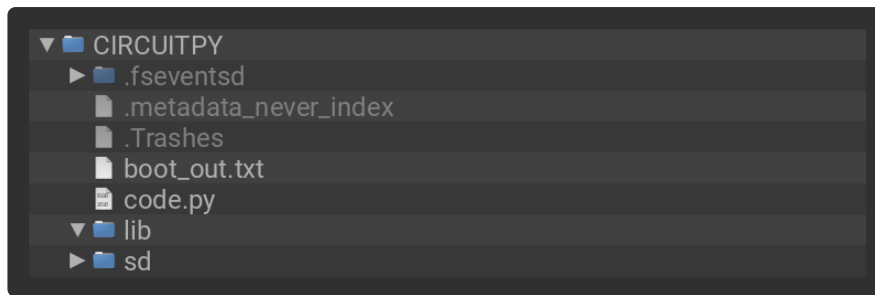 CIRCUITPY
.fseventsd
.metadata_never_index
.Trashes
boot_out.txt
code.py
lib
sd